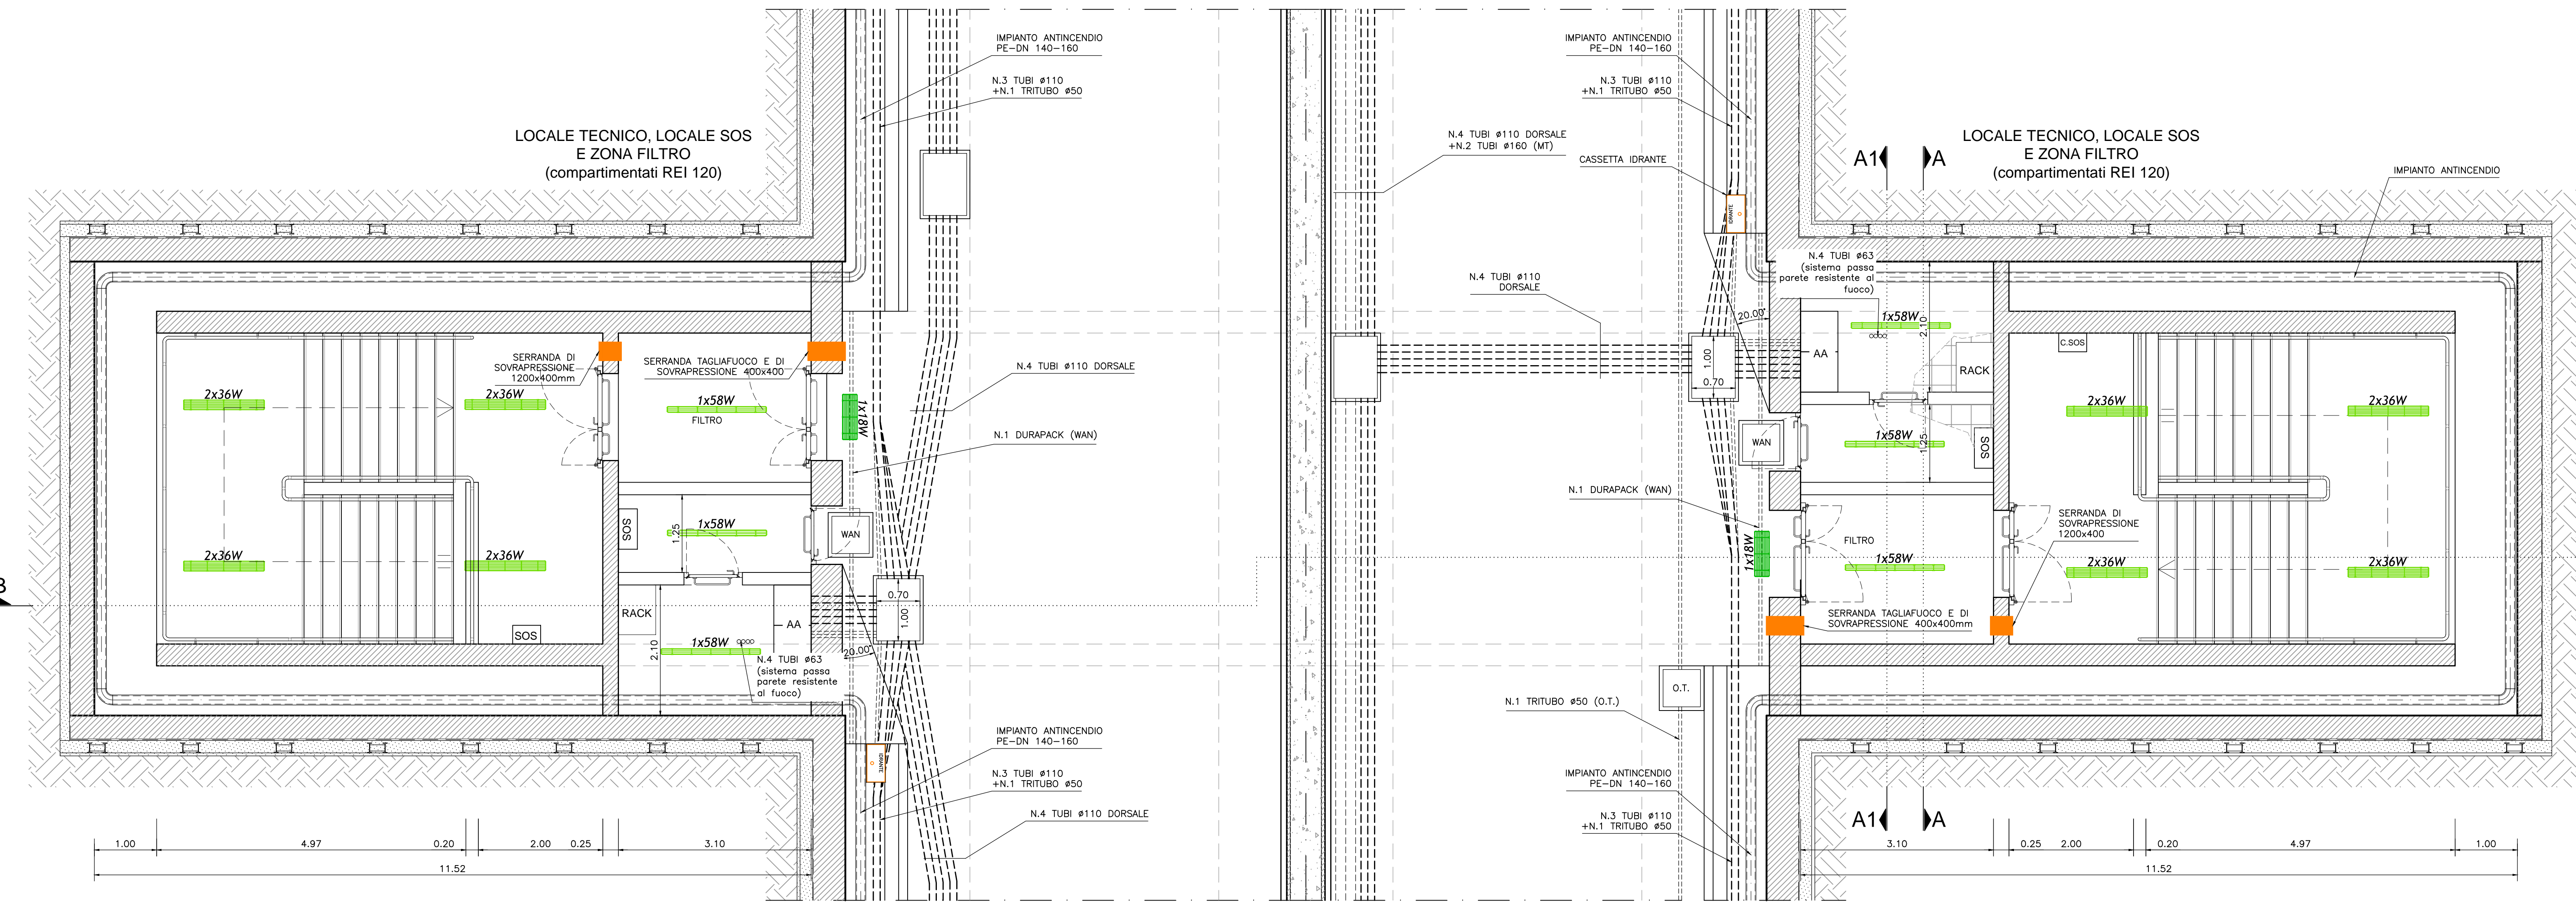 LOCALE TECNICO, LOCALE SOS
E ZONA FILTRO
(compartimentati REI 120)
IMPIANTO ANTINCENDIO
PE-DN 140-160
N.3 TUBI ø110
+N.1 TRITUBO ø50
IMPIANTO ANTINCENDIO
PE-DN 140-160
N.3 TUBI ø110
+N.1 TRITUBO ø50
N.4 TUBI ø110 DORSALE
+N.2 TUBI ø160 (MT)
CASSETTA IDRANTE
A1
A
LOCALE TECNICO, LOCALE SOS
E ZONA FILTRO
(compartimentati REI 120)
IMPIANTO ANTINCENDIO
IDRANTE
N.4 TUBI ø63
(sistema passa
parete resistente al
fuoco)
N.4 TUBI ø110
DORSALE
20.00
1x58W
2.10
SERRANDA DI
SOVRAPRESSIONE
1200x400mm
SERRANDA TAGLIAFUOCO E DI
SOVRAPRESSIONE 400x400
N.4 TUBI ø110 DORSALE
1.00
0.70
AA
RACK
C.SOS
2x36W
2x36W
1x58W
FILTRO
1x18W
2x36W
2x36W
N.1 DURAPACK (WAN)
WAN
1x58W
1.25
SOS
N.1 DURAPACK (WAN)
SOS
1x58W
1.25
WAN
1x18W
FILTRO
1x58W
SERRANDA DI
SOVRAPRESSIONE
1200x400
2x36W
2x36W
2x36W
2x36W
B
RACK
AA
0.70
1.00
SOS
2.10
1x58W
20.00
N.4 TUBI ø63
(sistema passa
parete resistente
al fuoco)
SERRANDA TAGLIAFUOCO E DI
SOVRAPRESSIONE 400x400mm
O.T.
N.1 TRITUBO ø50 (O.T.)
IDRANTE
IMPIANTO ANTINCENDIO
PE-DN 140-160
N.3 TUBI ø110
+N.1 TRITUBO ø50
N.4 TUBI ø110 DORSALE
IMPIANTO ANTINCENDIO
PE-DN 140-160
N.3 TUBI ø110
+N.1 TRITUBO ø50
A1
A
1.00
4.97
0.20
2.00
0.25
3.10
11.52
3.10
0.25
2.00
0.20
4.97
1.00
11.52